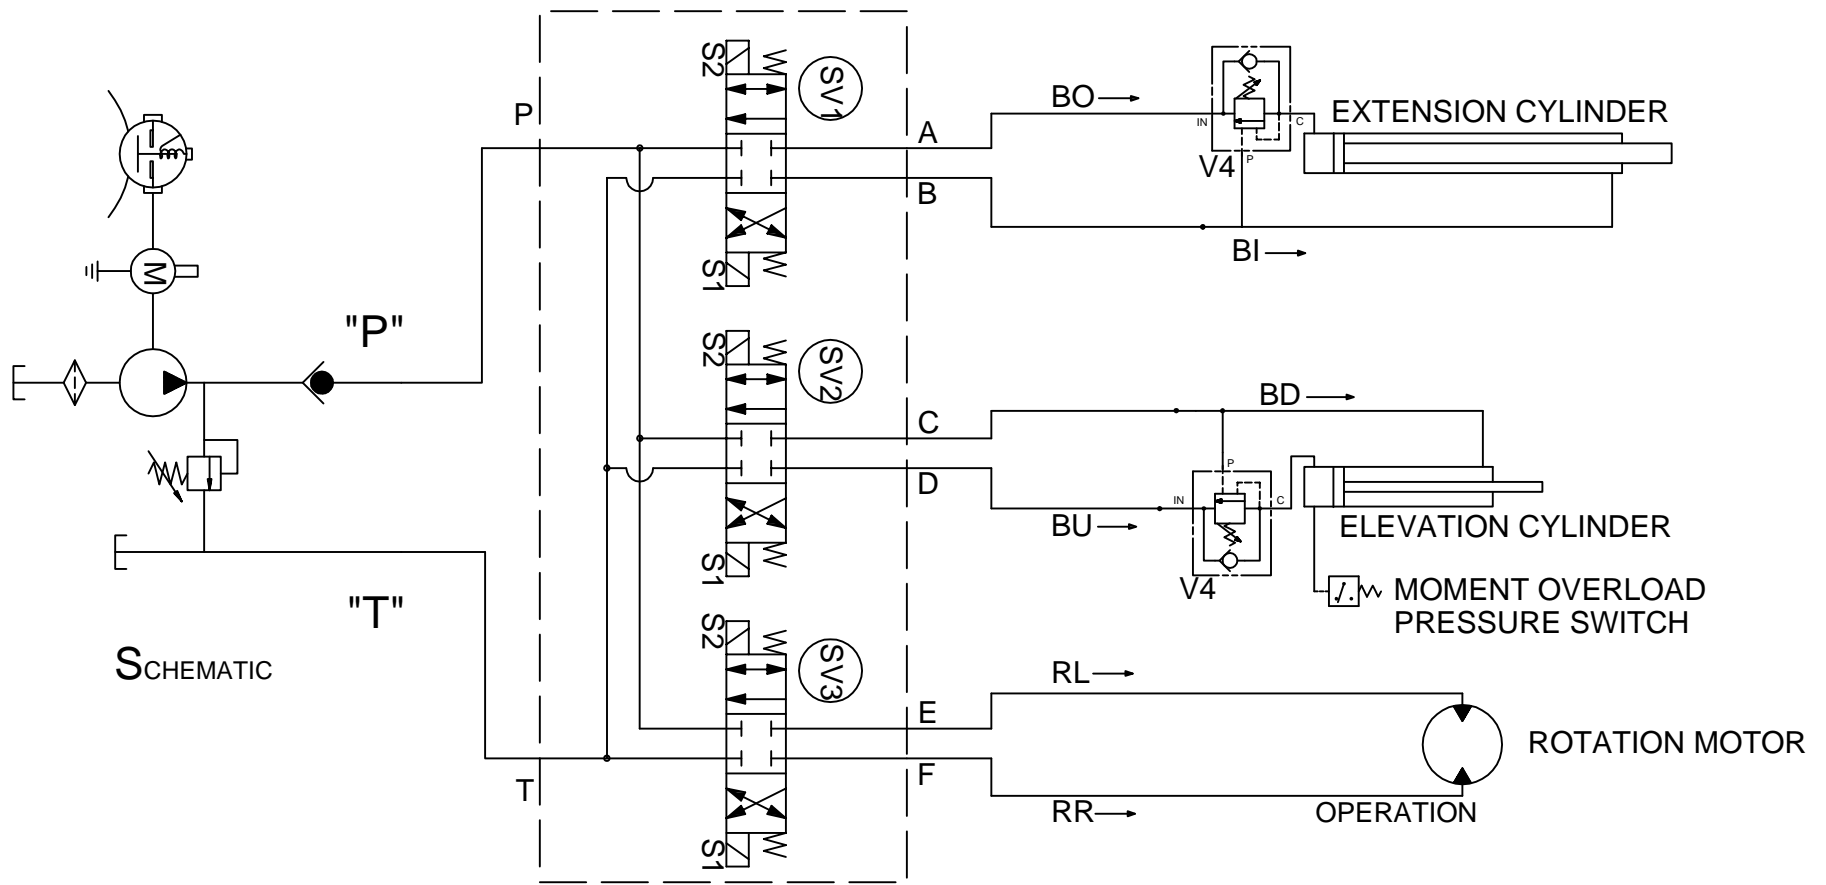 S2
SV1
S1
P
A
B
BO
IN
C
P
V4
EXTENSION CYLINDER
BI
M
"P"
S2
SV2
S1
C
D
BD
P
IN
C
BU
V4
ELEVATION CYLINDER
MOMENT OVERLOAD
PRESSURE SWITCH
"T"
SCHEMATIC
S2
SV3
S1
T
E
F
RL
RR
ROTATION MOTOR
OPERATION